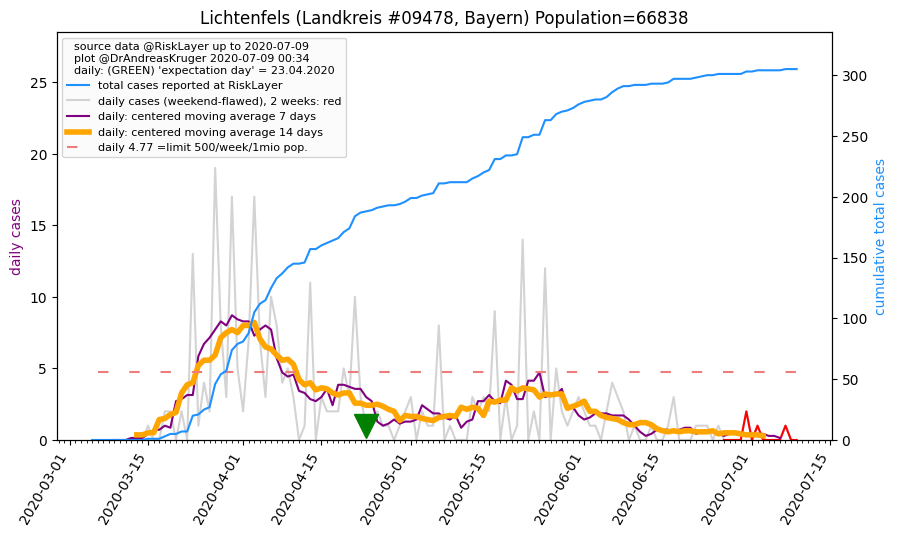 Lichtenfels (Landkreis #09478, Bayern) Population=66838
source data @RiskLayer up to 2020-07-09
plot @DrAndreasKruger 2020-07-09 00:34
daily: (GREEN) 'expectation day' = 23.04.2020
total cases reported at RiskLayer
daily cases (weekend-flawed), 2 weeks: red
daily: centered moving average 7 days
daily: centered moving average 14 days
daily 4.77 =limit 500/week/1mio pop.
daily cases
25
20
15
10
5
0
cumulative total cases
300
250
200
150
100
50
0
2020-03-01
2020-03-15
2020-04-01
2020-04-15
2020-05-01
2020-05-15
2020-06-01
2020-06-15
2020-07-01
2020-07-15